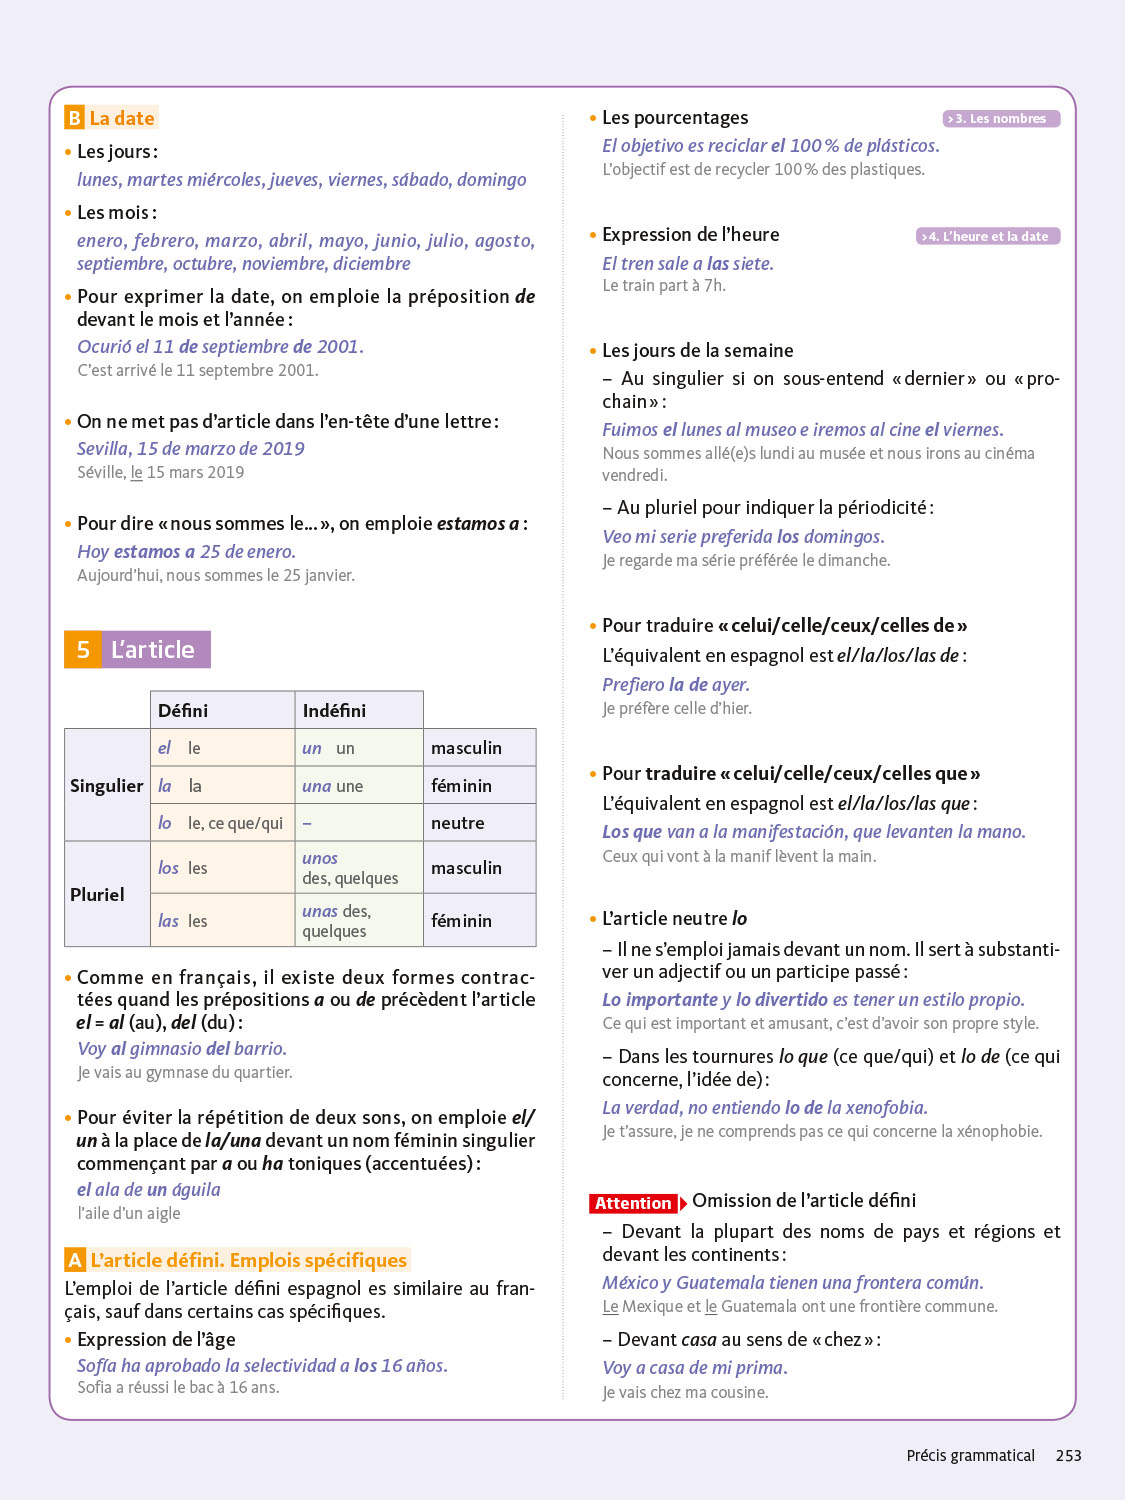 B La date
• Les jours :
lunes, martes miércoles, jueves, viernes, sábado, domingo
• Les mois :
enero, febrero, marzo, abril, mayo, junio, julio, agosto,
septiembre, octubre, noviembre, diciembre
• Pour exprimer la date, on emploie la préposition de
devant le mois et l'année :
Ocurió el 11 de septiembre de 2001.
C'est arrivé le 11 septembre 2001.
• On ne met pas d'article dans l'en-tête d'une lettre :
Sevilla, 15 de marzo de 2019
Séville, le 15 mars 2019
• Pour dire « nous sommes le... », on emploie estamos a :
Hoy estamos a 25 de enero.
Aujourd'hui, nous sommes le 25 janvier.
5 L'article
Défini Indéfini
Singulier
el le un un masculin
la la una une féminin
lo le, ce que/qui – neutre
Pluriel
los les unos
des, quelques masculin
las les unas des,
quelques féminin
• Comme en français, il existe deux formes contrac-
tées quand les prépositions a ou de précèdent l'article
el = al (au), del (du) :
Voy al gimnasio del barrio.
Je vais au gymnase du quartier.
• Pour éviter la répétition de deux sons, on emploie el/
un à la place de la/una devant un nom féminin singulier
commençant par a ou ha toniques (accentuées) :
el ala de un águila
l'aile d'un aigle
A L'article défini. Emplois spécifiques
L'emploi de l'article défini espagnol es similaire au fran-
çais, sauf dans certains cas spécifiques.
• Expression de l'âge
Sofía ha aprobado la selectividad a los 16 años.
Sofia a réussi le bac à 16 ans.
• Les pourcentages > 3. Les nombres
El objetivo es reciclar el 100 % de plásticos.
L'objectif est de recycler 100 % des plastiques.
• Expression de l'heure > 4. L'heure et la date
El tren sale a las siete.
Le train part à 7h.
• Les jours de la semaine
– Au singulier si on sous-entend « dernier » ou « pro-
chain » :
Fuimos el lunes al museo e iremos al cine el viernes.
Nous sommes allé(e)s lundi au musée et nous irons au cinéma
vendredi.
– Au pluriel pour indiquer la périodicité :
Veo mi serie preferida los domingos.
Je regarde ma série préférée le dimanche.
• Pour traduire « celui/celle/ceux/celles de »
L'équivalent en espagnol est el/la/los/las de :
Prefiero la de ayer.
Je préfère celle d'hier.
• Pour traduire « celui/celle/ceux/celles que »
L'équivalent en espagnol est el/la/los/las que :
Los que van a la manifestación, que levanten la mano.
Ceux qui vont à la manif lèvent la main.
• L'article neutre lo
– Il ne s'emploi jamais devant un nom. Il sert à substanti-
ver un adjectif ou un participe passé :
Lo importante y lo divertido es tener un estilo propio.
Ce qui est important et amusant, c'est d'avoir son propre style.
– Dans les tournures lo que (ce que/qui) et lo de (ce qui
concerne, l'idée de) :
La verdad, no entiendo lo de la xenofobia.
Je t'assure, je ne comprends pas ce qui concerne la xénophobie.
Attention Omission de l'article défini
– Devant la plupart des noms de pays et régions et
devant les continents :
México y Guatemala tienen una frontera común.
Le Mexique et le Guatemala ont une frontière commune.
– Devant casa au sens de « chez » :
Voy a casa de mi prima.
Je vais chez ma cousine.
Précis grammatical 253